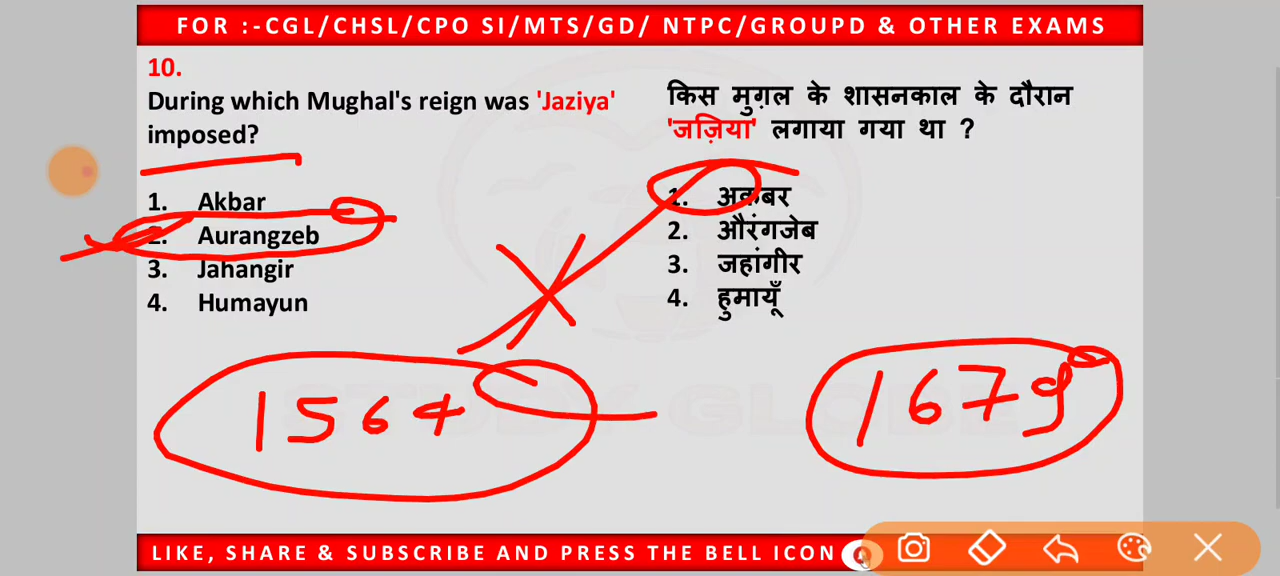 FOR :-CGL/CHSL/CPO SI/MTS/GD/ NTPC/GROUPD & OTHER EXAMS
10.
During which Mughal's reign was 'Jaziya'
imposed?
1. Akbar
2. Aurangzeb
3. Jahangir
4. Humayun
किस मुग़ल के शासनकाल के दौरान
'जज़िया' लगाया गया था ?
1. अकबर
2. औरंगजेब
3. जहांगीर
4. हुमायूँ
1564
1679
STUDY GLOBE
LIKE, SHARE & SUBSCRIBE AND PRESS THE BELL ICON